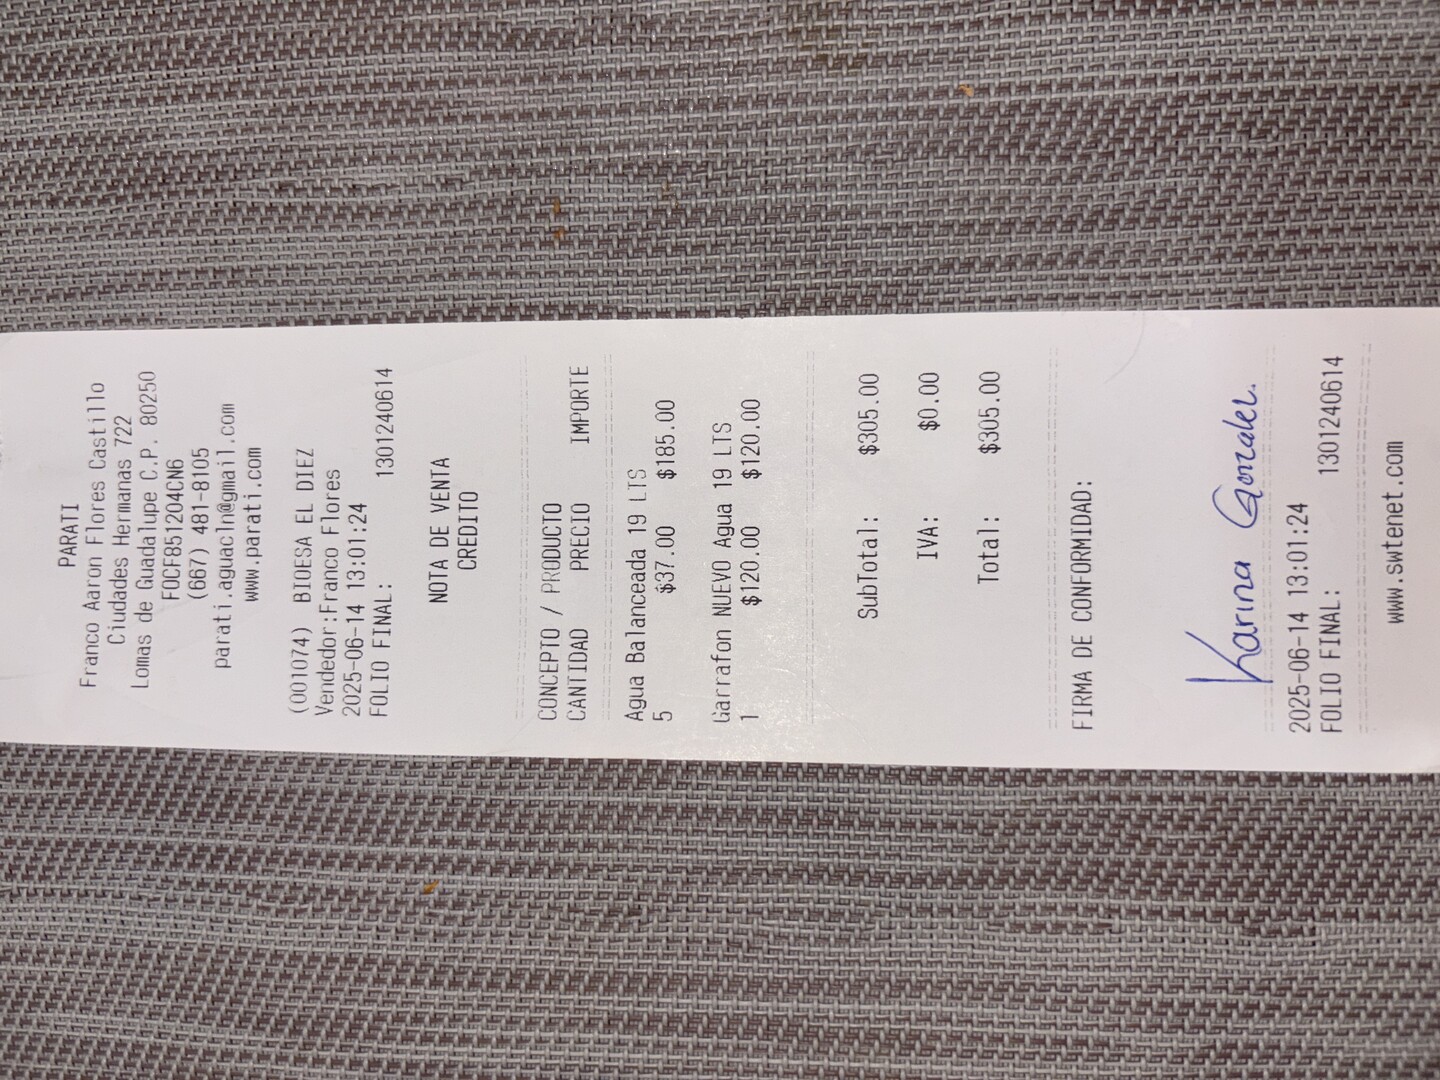 PARATI
Franco Aaron Flores Castillo
Ciudades Hermanas 722
Lomas de Guadalupe C.P. 80250
FOCF851204CN6
(667) 481-8105
parati.aguacln@gmail.com
www.parati.com
(001074) BIOESA EL DIEZ
Vendedor:Franco Flores
2025-06-14 13:01:24
FOLIO FINAL: 1301240614
NOTA DE VENTA
CREDITO
CONCEPTO / PRODUCTO
CANTIDAD PRECIO IMPORTE
Agua Balanceada 19 LTS
5 $37.00 $185.00
Garrafon NUEVO Agua 19 LTS
1 $120.00 $120.00
SubTotal: $305.00
IVA: $0.00
Total: $305.00
FIRMA DE CONFORMIDAD:
Karina Gonzalez.
2025-06-14 13:01:24
FOLIO FINAL: 1301240614
www.swtenet.com